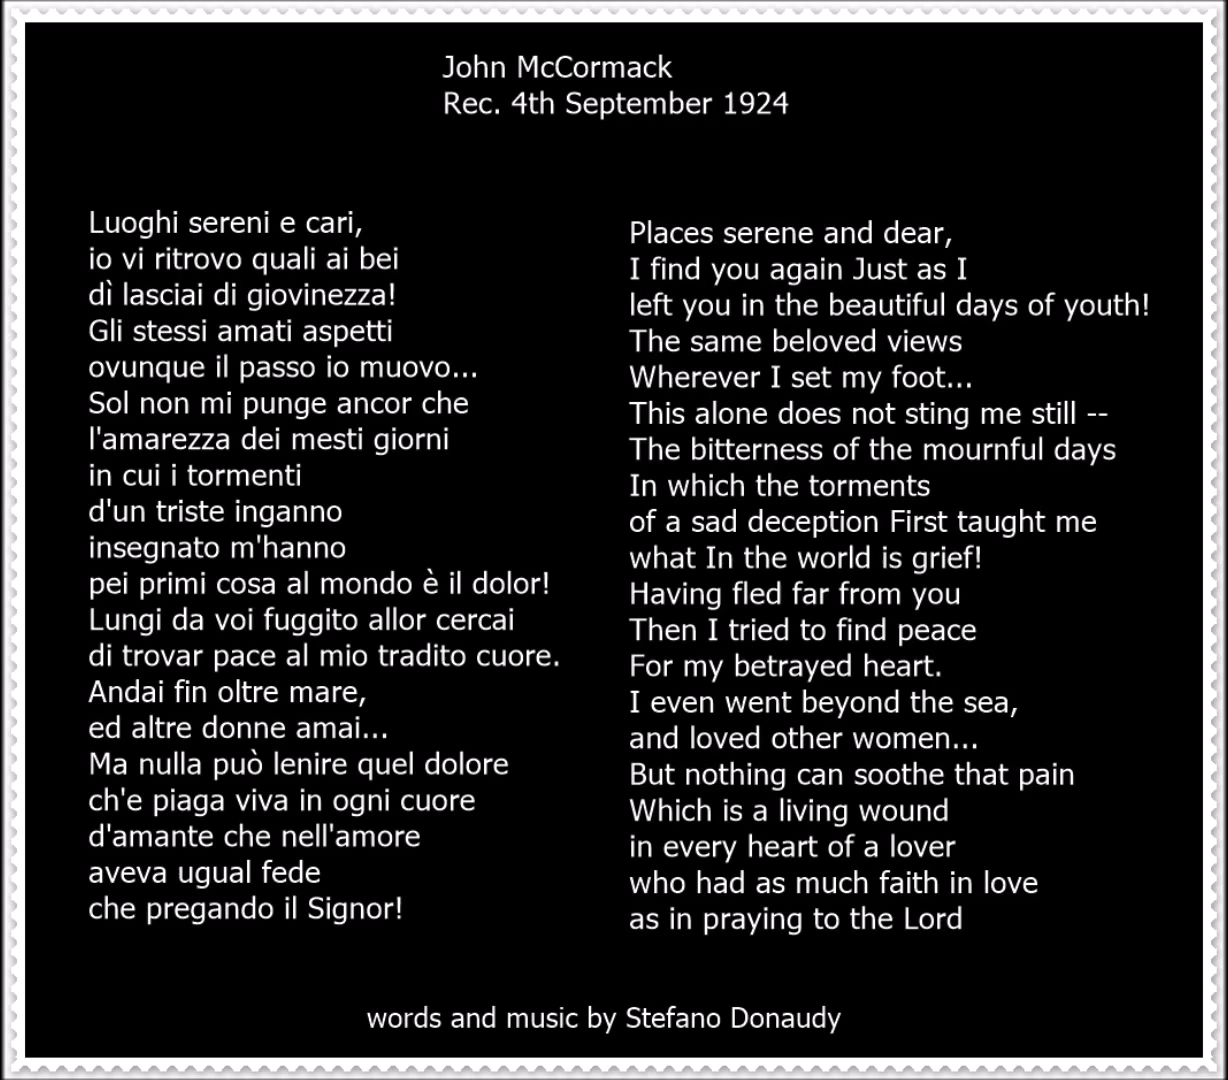 John McCormack
Rec. 4th September 1924
Luoghi sereni e cari,
io vi ritrovo quali ai bei
dì lasciai di giovinezza!
Gli stessi amati aspetti
ovunque il passo io muovo...
Sol non mi punge ancor che
l'amarezza dei mesti giorni
in cui i tormenti
d'un triste inganno
insegnato m'hanno
pei primi cosa al mondo è il dolor!
Lungi da voi fuggito allor cercai
di trovar pace al mio tradito cuore.
Andai fin oltre mare,
ed altre donne amai...
Ma nulla può lenire quel dolore
ch'e piaga viva in ogni cuore
d'amante che nell'amore
aveva ugual fede
che pregando il Signor!
Places serene and dear,
I find you again Just as I
left you in the beautiful days of youth!
The same beloved views
Wherever I set my foot...
This alone does not sting me still --
The bitterness of the mournful days
In which the torments
of a sad deception First taught me
what In the world is grief!
Having fled far from you
Then I tried to find peace
For my betrayed heart.
I even went beyond the sea,
and loved other women...
But nothing can soothe that pain
Which is a living wound
in every heart of a lover
who had as much faith in love
as in praying to the Lord
words and music by Stefano Donaudy